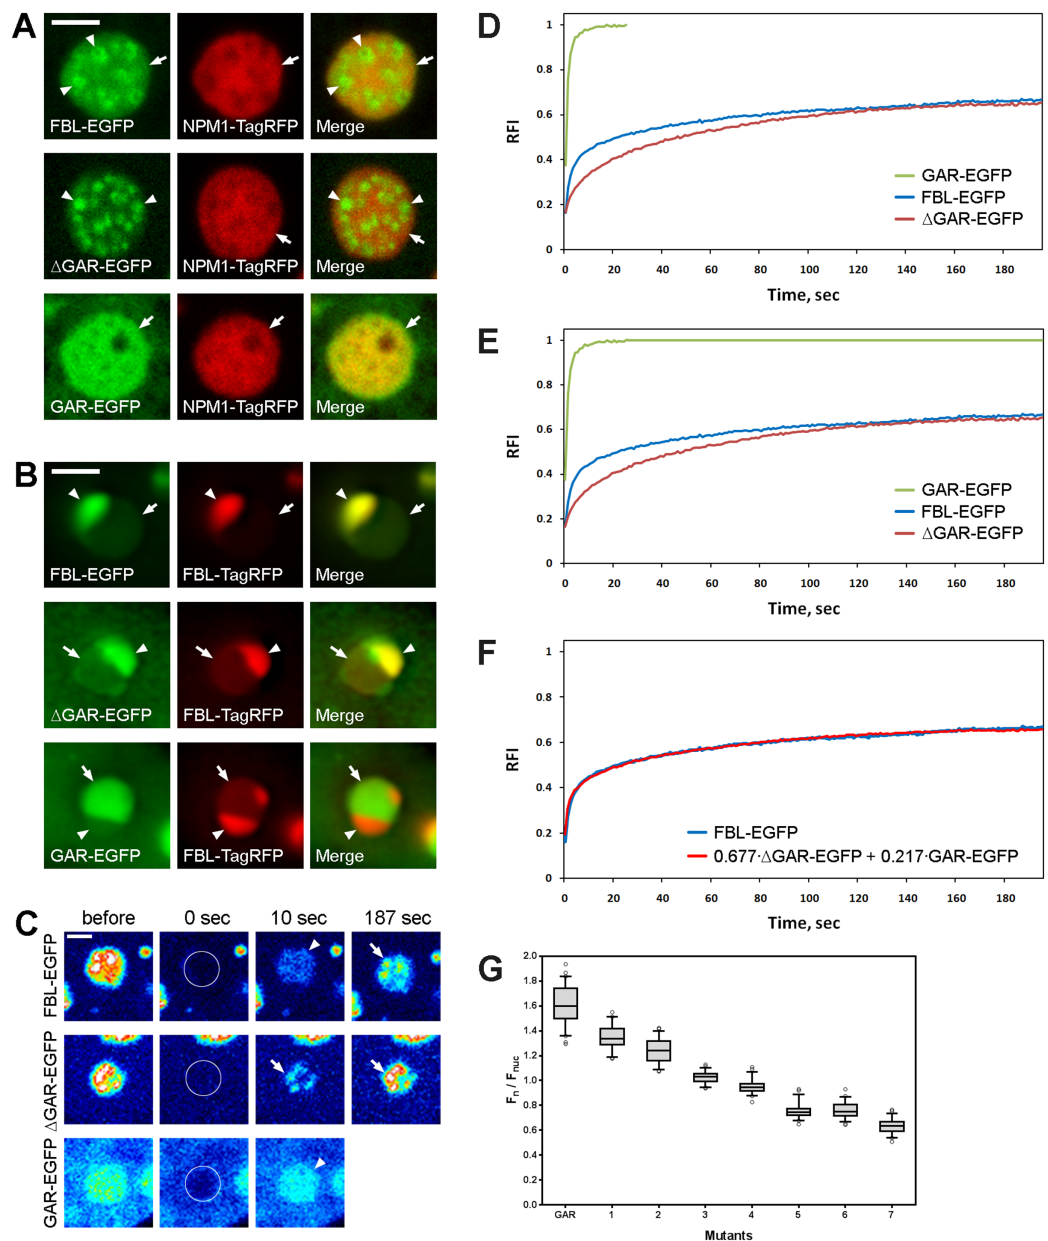 A
FBL-EGFP
NPM1-TagRFP
Merge
ΔGAR-EGFP
NPM1-TagRFP
Merge
GAR-EGFP
NPM1-TagRFP
Merge
B
FBL-EGFP
FBL-TagRFP
Merge
ΔGAR-EGFP
FBL-TagRFP
Merge
GAR-EGFP
FBL-TagRFP
Merge
C
before 0 sec 10 sec 187 sec
FBL-EGFP
ΔGAR-EGFP
GAR-EGFP
D
RFI
1
0.8
0.6
0.4
0.2
0
GAR-EGFP
FBL-EGFP
ΔGAR-EGFP
0 20 40 60 80 100 120 140 160 180
Time, sec
E
RFI
1
0.8
0.6
0.4
0.2
0
GAR-EGFP
FBL-EGFP
ΔGAR-EGFP
0 20 40 60 80 100 120 140 160 180
Time, sec
F
RFI
1
0.8
0.6
0.4
0.2
0
FBL-EGFP
0.677·ΔGAR-EGFP + 0.217·GAR-EGFP
0 20 40 60 80 100 120 140 160 180
Time, sec
G
Fn / Fnuc
2.0
1.8
1.6
1.4
1.2
1.0
0.8
0.6
0.4
0.2
0.0
GAR 1 2 3 4 5 6 7
Mutants